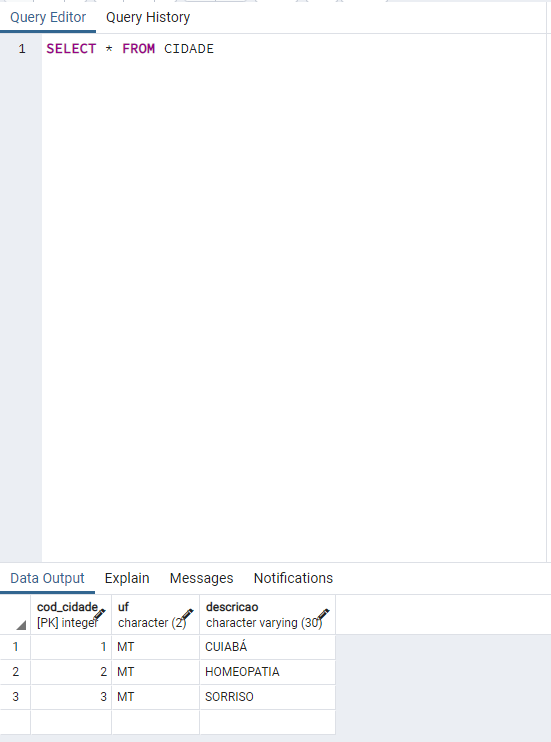 Query Editor Query History
1 SELECT * FROM CIDADE
Data Output Explain Messages Notifications
cod_cidade uf descricao
[PK] integer character (2) character varying (30)
1 1 MT CUIABÁ
2 2 MT HOMEOPATIA
3 3 MT SORRISO